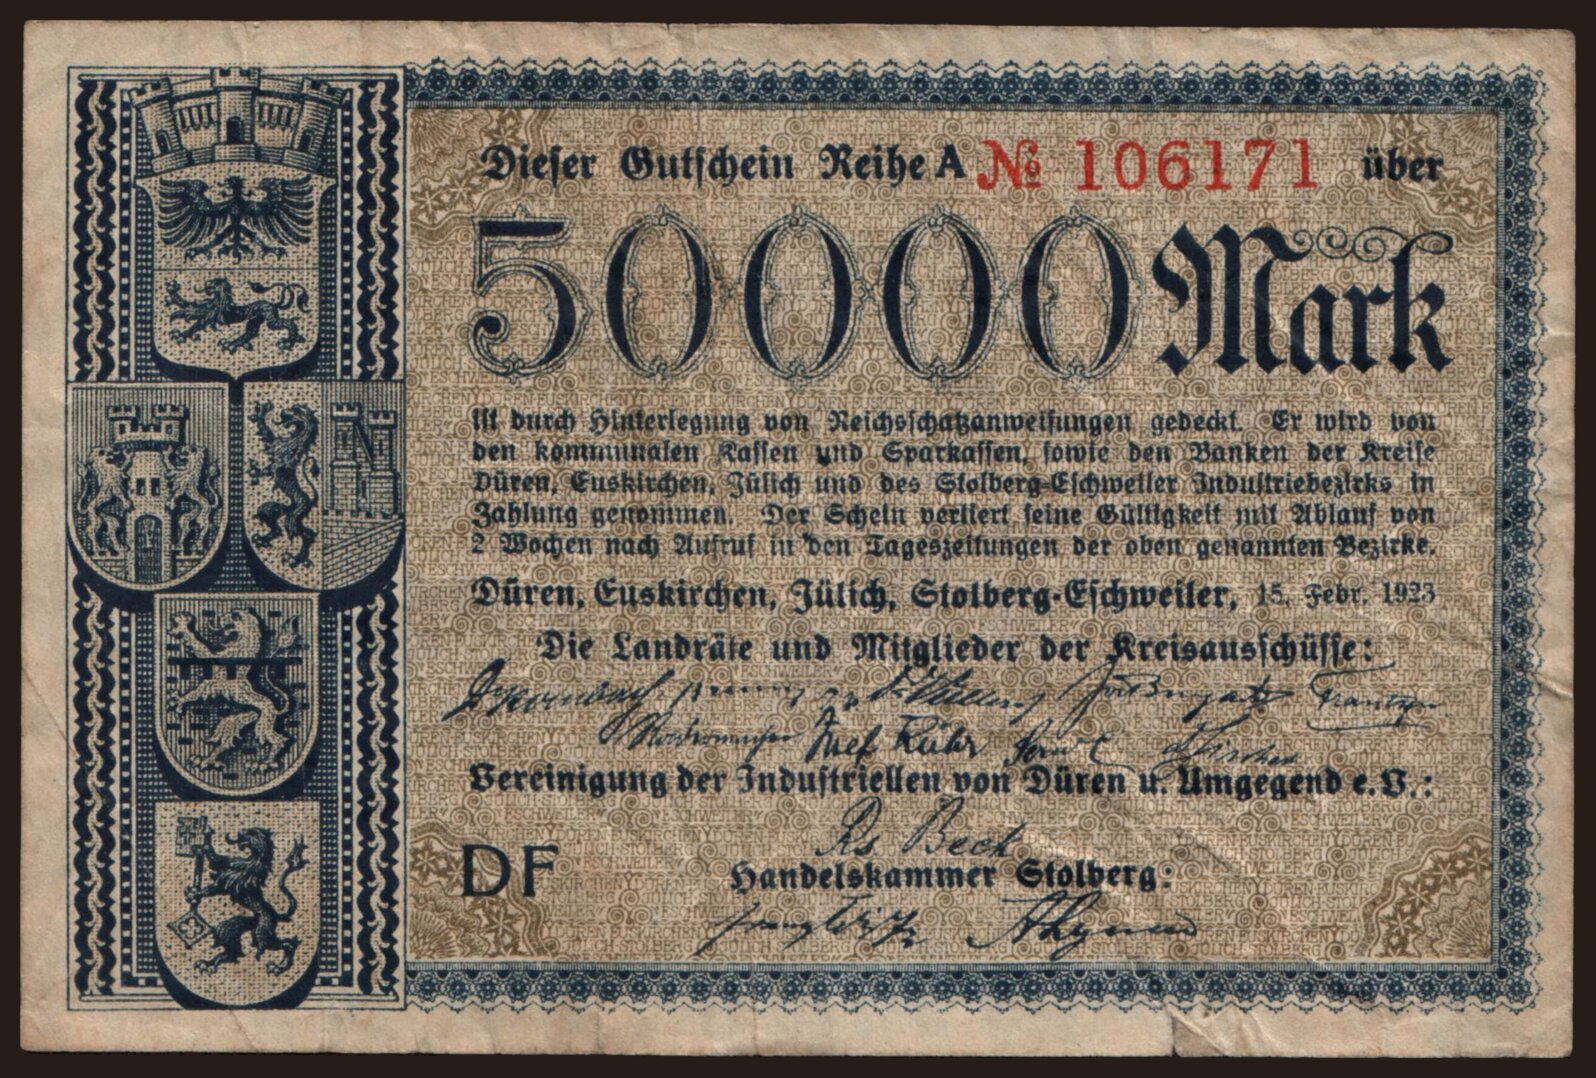 Dieser Gutschein Reihe A № 106171 über
50000 Mark
ist durch Hinterlegung von Reichsschatzanweisungen gedeckt. Er wird von
den kommunalen Kassen und Sparkassen, sowie den Banken der Kreise
Düren, Euskirchen, Jülich und des Stolberg-Eschweiler Industriebezirks in
Zahlung genommen. Der Schein verliert seine Gültigkeit mit Ablauf von
2 Wochen nach Aufruf in den Tageszeitungen der oben genannten Bezirke.
Düren, Euskirchen, Jülich, Stolberg-Eschweiler, 15. Febr. 1923
Die Landräte und Mitglieder der Kreisausschüsse:
Vereinigung der Industriellen von Düren u. Umgegend e.V.:
Rs Beck
DF
Handelskammer Stolberg: